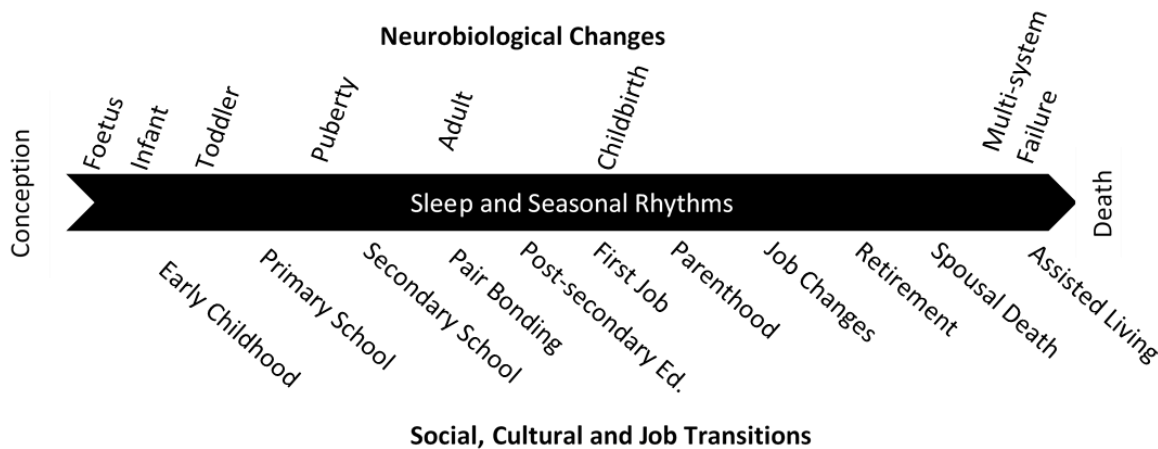 Neurobiological Changes
Conception
Foetus
Infant
Toddler
Puberty
Adult
Childbirth
Multi-system
Failure
Sleep and Seasonal Rhythms
Death
Early Childhood
Primary School
Secondary School
Pair Bonding
Post-secondary Ed.
First Job
Parenthood
Job Changes
Retirement
Spousal Death
Assisted Living
Social, Cultural and Job Transitions